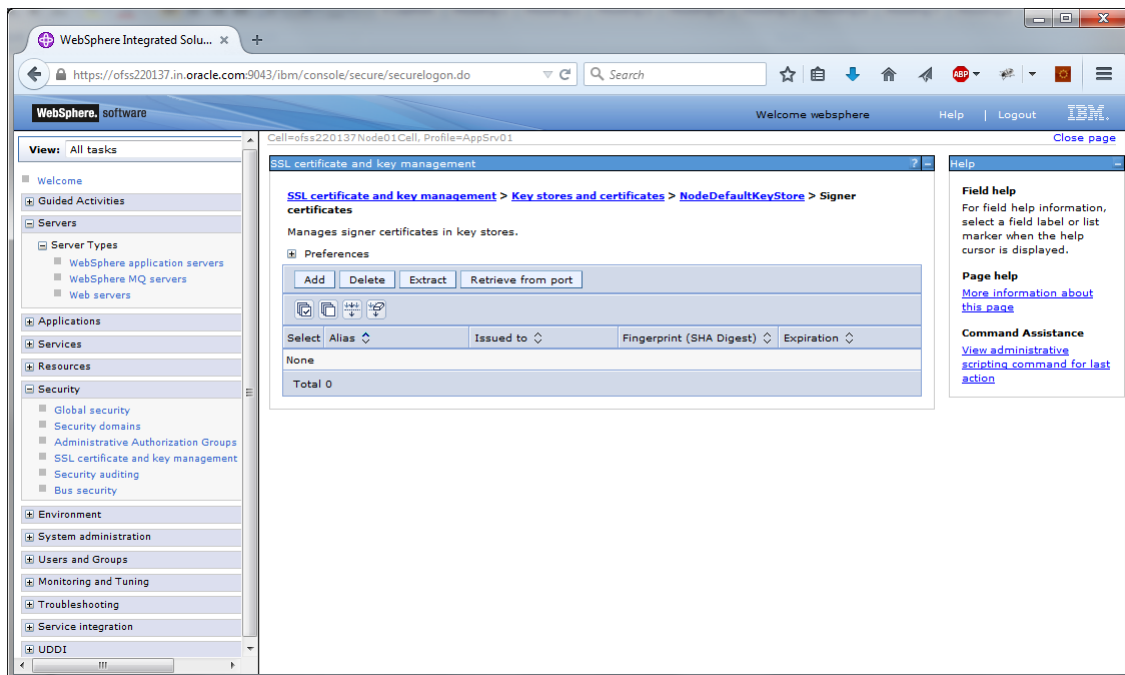 WebSphere Integrated Solu...
https://ofss220137.in.oracle.com:9043/ibm/console/secure/securelogon.do
Search
ABP
WebSphere. software
Welcome websphere
Help | Logout
IBM.
Cell=ofss220137Node01Cell, Profile=AppSrv01
Close page
View: All tasks
Welcome
Guided Activities
Servers
Server Types
WebSphere application servers
WebSphere MQ servers
Web servers
Applications
Services
Resources
Security
Global security
Security domains
Administrative Authorization Groups
SSL certificate and key management
Security auditing
Bus security
Environment
System administration
Users and Groups
Monitoring and Tuning
Troubleshooting
Service integration
UDDI
SSL certificate and key management
? -
SSL certificate and key management > Key stores and certificates > NodeDefaultKeyStore > Signer
certificates
Manages signer certificates in key stores.
Preferences
Add Delete Extract Retrieve from port
Select Alias Issued to Fingerprint (SHA Digest) Expiration
None
Total 0
Help
Field help
For field help information,
select a field label or list
marker when the help
cursor is displayed.
Page help
More information about
this page
Command Assistance
View administrative
scripting command for last
action